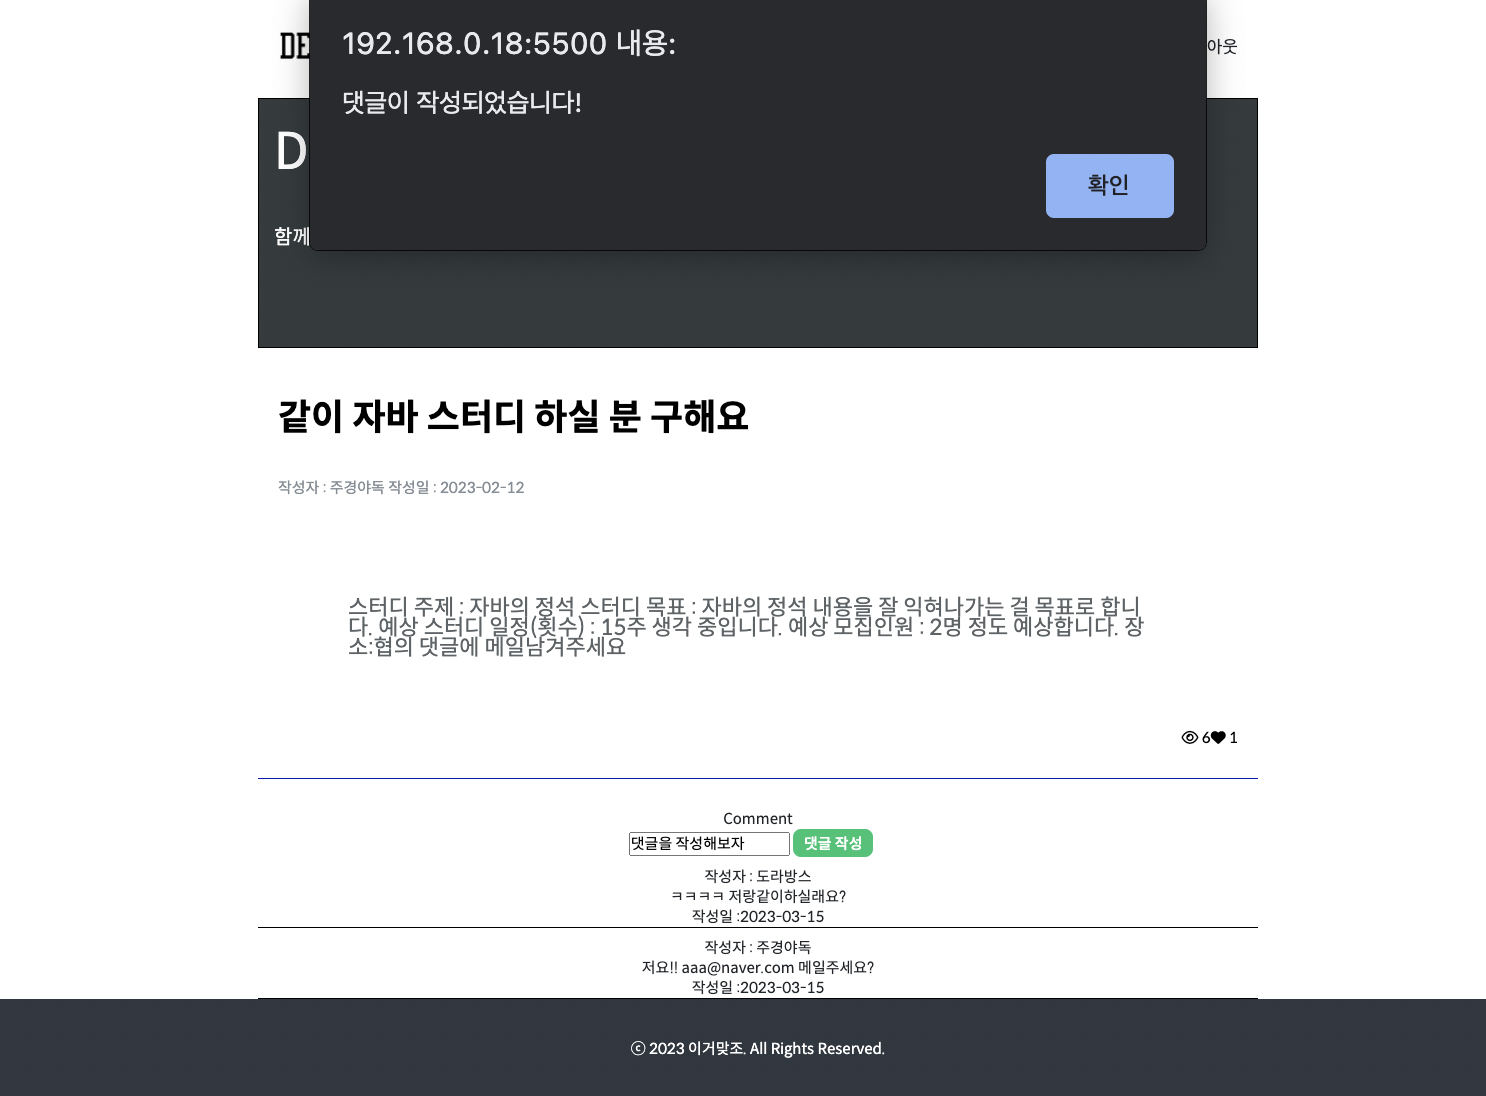 192.168.0.18:5500 내용:
댓글이 작성되었습니다!
확인
DE
아웃
D
함께
같이 자바 스터디 하실 분 구해요
작성자 : 주경야독 작성일 : 2023-02-12
스터디 주제 : 자바의 정석 스터디 목표 : 자바의 정석 내용을 잘 익혀나가는 걸 목표로 합니
다. 예상 스터디 일정(횟수) : 15주 생각 중입니다. 예상 모집인원 : 2명 정도 예상합니다. 장
소:협의 댓글에 메일남겨주세요
6 1
Comment
댓글을 작성해보자 댓글 작성
작성자 : 도라방스
ㅋㅋㅋㅋ 저랑같이하실래요?
작성일 :2023-03-15
작성자 : 주경야독
저요!! aaa@naver.com 메일주세요?
작성일 :2023-03-15
ⓒ 2023 이거맞조. All Rights Reserved.